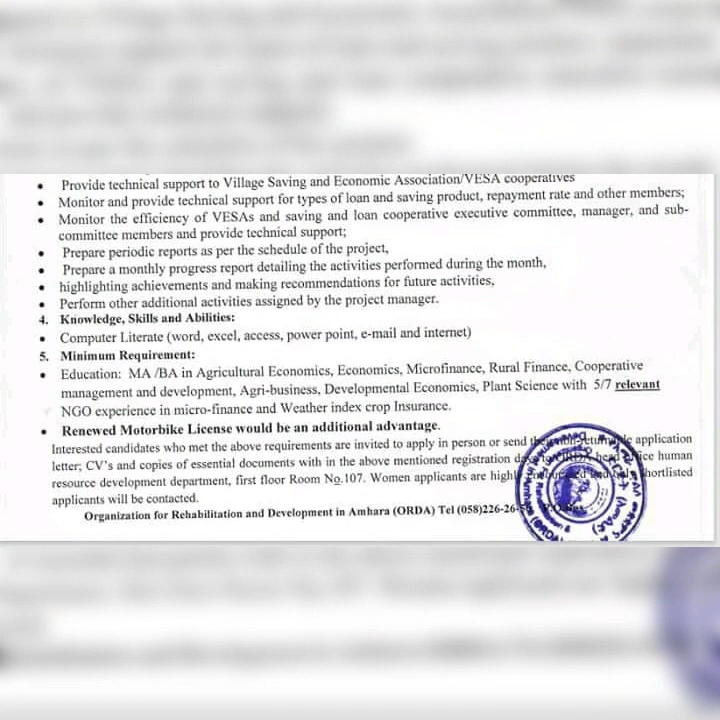 • Provide technical support to Village Saving and Economic Association/VESA cooperatives
• Monitor and provide technical support for types of loan and saving product, repayment rate and other members;
• Monitor the efficiency of VESAs and saving and loan cooperative executive committee, manager, and sub-
committee members and provide technical support;
• Prepare periodic reports as per the schedule of the project,
• Prepare a monthly progress report detailing the activities performed during the month,
• highlighting achievements and making recommendations for future activities,
• Perform other additional activities assigned by the project manager.
4. Knowledge, Skills and Abilities:
• Computer Literate (word, excel, access, power point, e-mail and internet)
5. Minimum Requirement:
• Education: MA /BA in Agricultural Economics, Economics, Microfinance, Rural Finance, Cooperative
management and development, Agri-business, Developmental Economics, Plant Science with 5/7 relevant
NGO experience in micro-finance and Weather index crop Insurance.
• Renewed Motorbike License would be an additional advantage.
Interested candidates who met the above requirements are invited to apply in person or send application
letter; CV's and copies of essential documents with in the above mentioned registration human
resource development department, first floor Room No.107. Women applicants are shortlisted
applicants will be contacted.
Organization for Rehabilitation and Development in Amhara (ORDA) Tel (058)226-26-